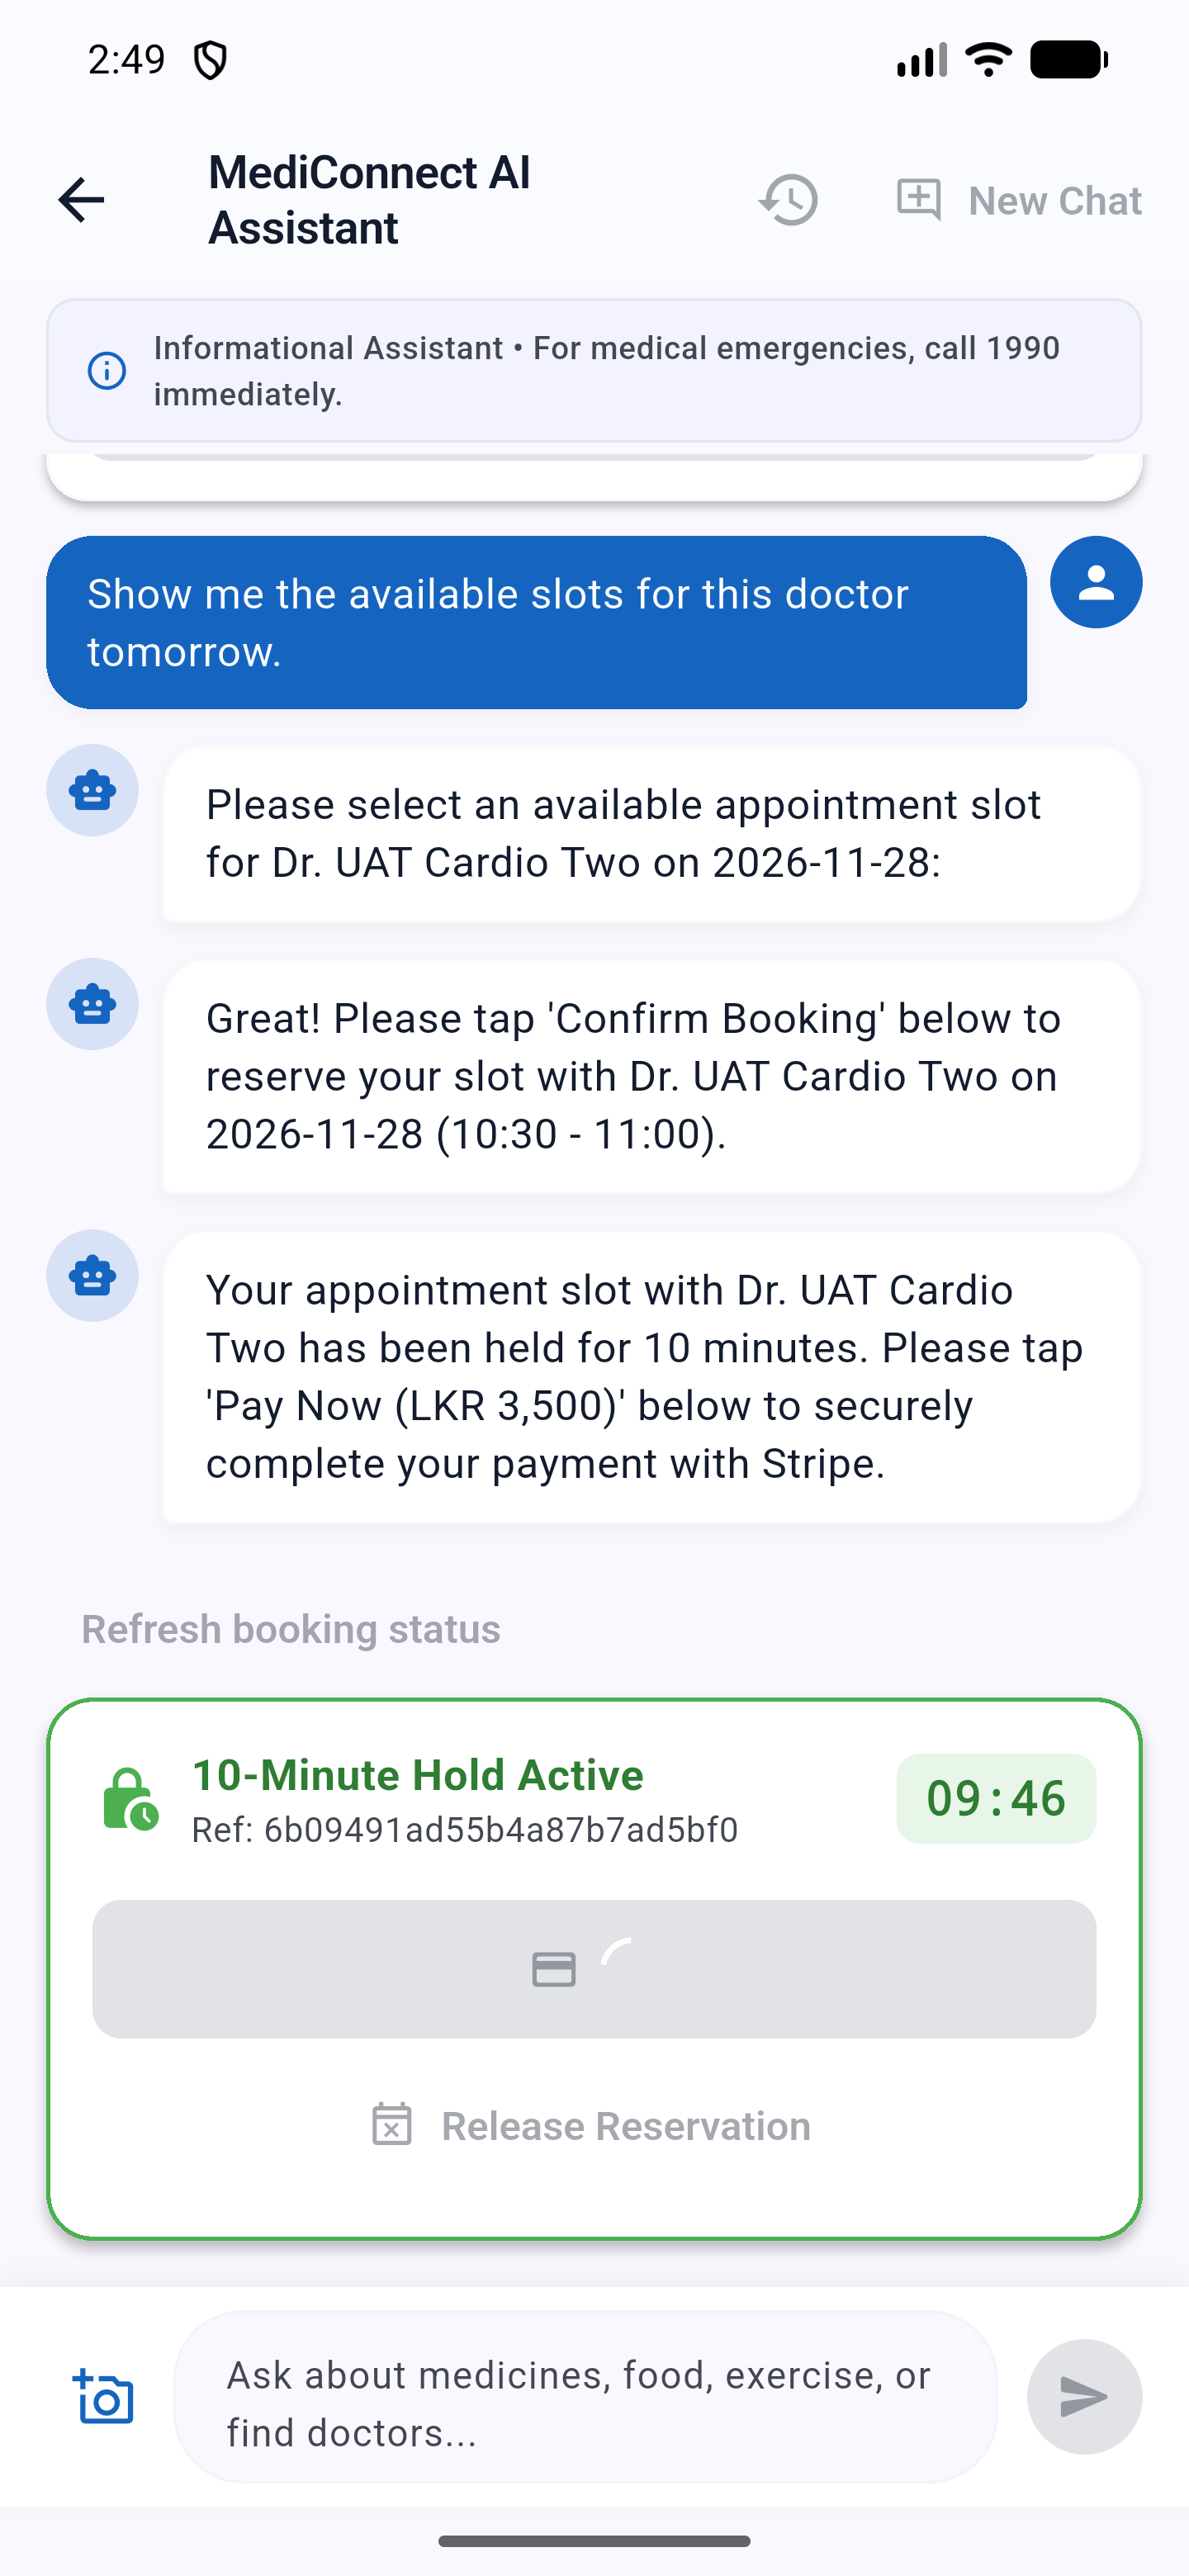 2:49
MediConnect AI
Assistant
New Chat
Informational Assistant • For medical emergencies, call 1990
immediately.
Show me the available slots for this doctor
tomorrow.
Please select an available appointment slot
for Dr. UAT Cardio Two on 2026-11-28:
Great! Please tap 'Confirm Booking' below to
reserve your slot with Dr. UAT Cardio Two on
2026-11-28 (10:30 - 11:00).
Your appointment slot with Dr. UAT Cardio
Two has been held for 10 minutes. Please tap
'Pay Now (LKR 3,500)' below to securely
complete your payment with Stripe.
Refresh booking status
10-Minute Hold Active
09:46
Ref: 6b09491ad55b4a87b7ad5bf0
Release Reservation
Ask about medicines, food, exercise, or
find doctors...